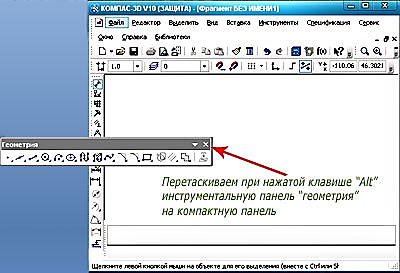 КОМПАС-3D V10 (ЗАЩИТА) - [Фрагмент БЕЗ ИМЕНИ1]
Файл Редактор Выделить Вид Вставка Инструменты Спецификация Сервис
Окно Справка Библиотеки
1.0 0 -110.06 46.3021
Геометрия
Перетаскиваем при нажатой клавише "Alt"
инструментальную панель "геометрия"
на компактную панель
Щелкните левой кнопкой мыши на объекте для его выделения (вместе с Ctrl или Sh